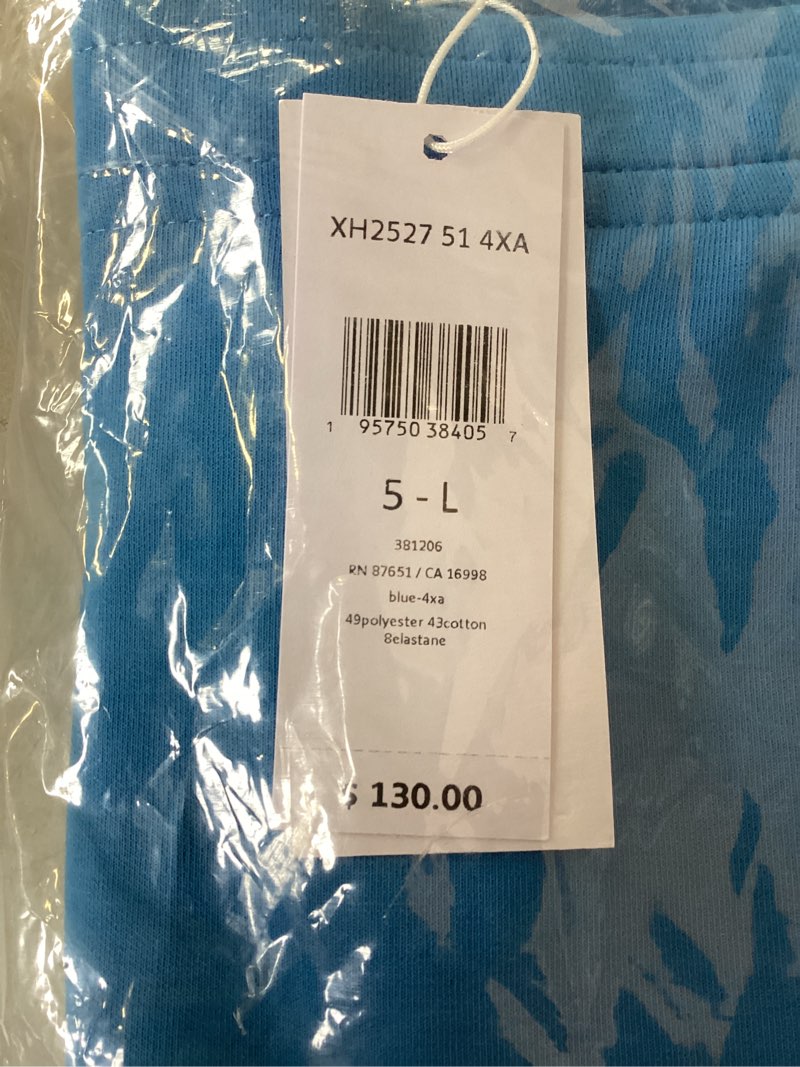 XH2527 51 4XA
1 95750 38405 7
5 - L
381206
RN 87651 / CA 16998
blue-4xa
49polyester 43cotton
8elastane
$ 130.00